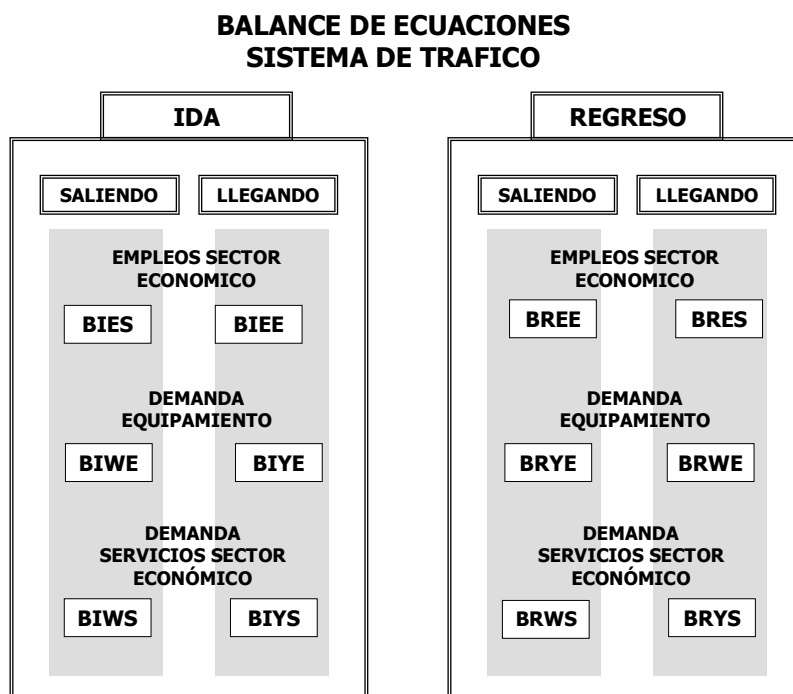 BALANCE DE ECUACIONES
SISTEMA DE TRAFICO
IDA
SALIENDO
LLEGANDO
EMPLEOS SECTOR
ECONOMICO
BIES
BIEE
DEMANDA
EQUIPAMIENTO
BIWE
BIYE
DEMANDA
SERVICIOS SECTOR
ECONÓMICO
BIWS
BIYS
REGRESO
SALIENDO
LLEGANDO
EMPLEOS SECTOR
ECONOMICO
BREE
BRES
DEMANDA
EQUIPAMIENTO
BRYE
BRWE
DEMANDA
SERVICIOS SECTOR
ECONÓMICO
BRWS
BRYS